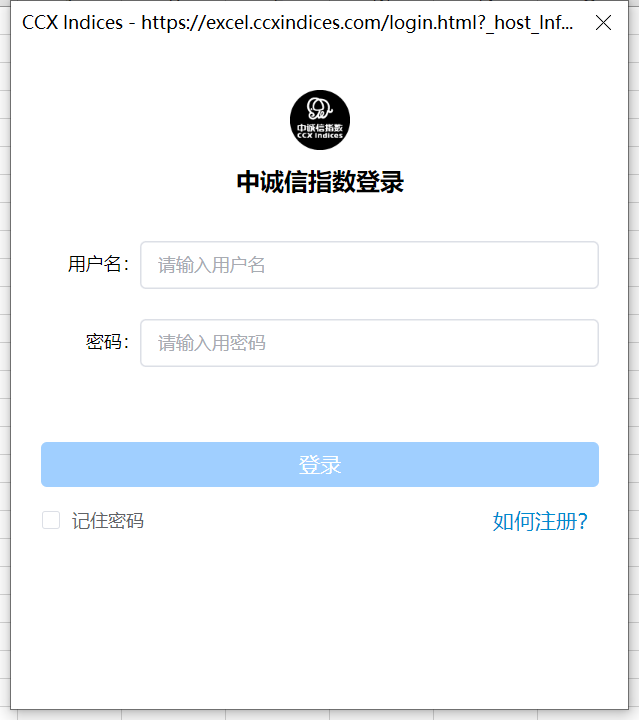 CCX Indices - https://excel.ccxindices.com/login.html?_host_Inf...
中诚信指数
CCX Indices
中诚信指数登录
用户名： 请输入用户名
密码： 请输入用密码
登录
记住密码 如何注册?